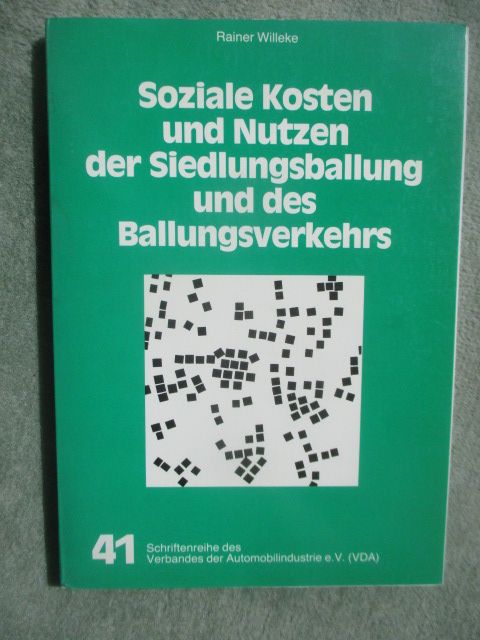 Rainer Willeke
Soziale Kosten
und Nutzen
der Siedlungsballung
und des
Ballungsverkehrs
41 Schriftenreihe des
Verbandes der Automobilindustrie e.V. (VDA)